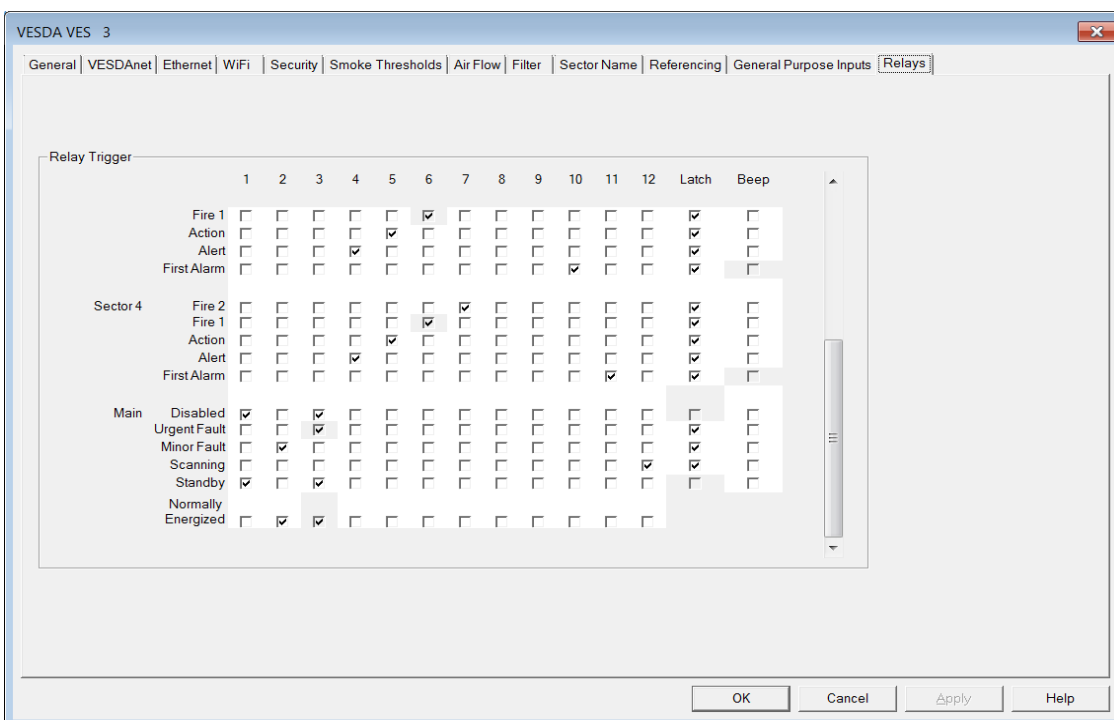 VESDA VES 3
General VESDAnet Ethernet WiFi Security Smoke Thresholds Air Flow Filter Sector Name Referencing General Purpose Inputs Relays
Relay Trigger
1 2 3 4 5 6 7 8 9 10 11 12 Latch Beep
Fire 1
Action
Alert
First Alarm
Sector 4 Fire 2
Fire 1
Action
Alert
First Alarm
Main Disabled
Urgent Fault
Minor Fault
Scanning
Standby
Normally
Energized
OK Cancel Apply Help